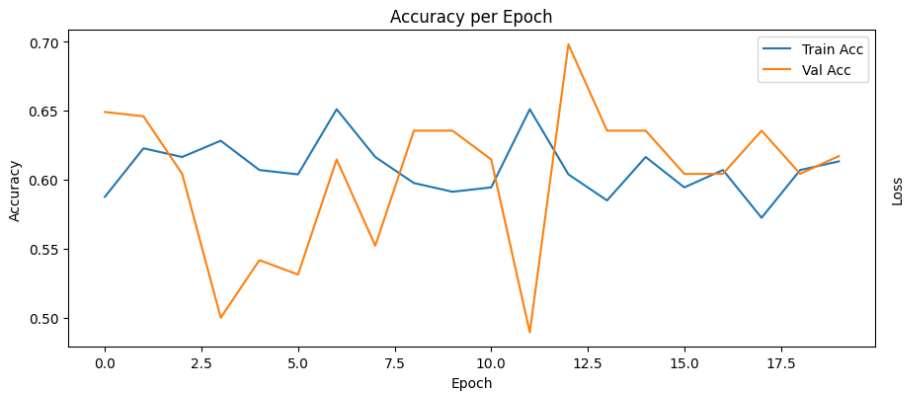 Accuracy per Epoch
Train Acc
Val Acc
0.70
0.65
0.60
0.55
0.50
Accuracy
Loss
0.0 2.5 5.0 7.5 10.0 12.5 15.0 17.5
Epoch